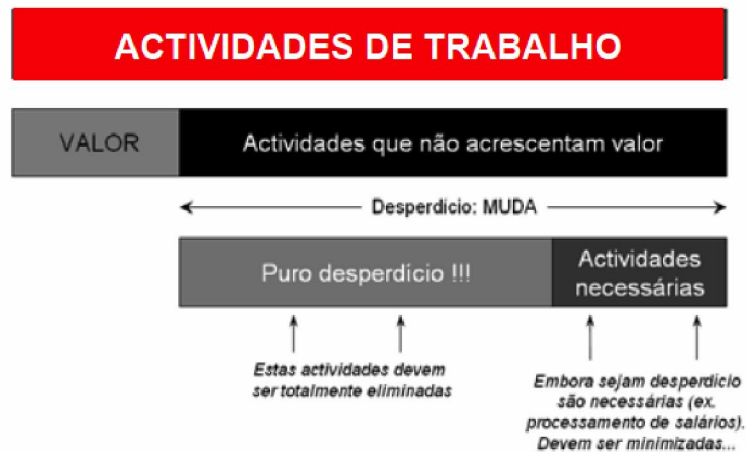 ACTIVIDADES DE TRABALHO
VALOR
Actividades que não acrescentam valor
Desperdício: MUDA
Puro desperdício !!!
Actividades
necessárias
Estas actividades devem
ser totalmente eliminadas
Embora sejam desperdício
são necessárias (ex.
processamento de salários).
Devem ser minimizadas...